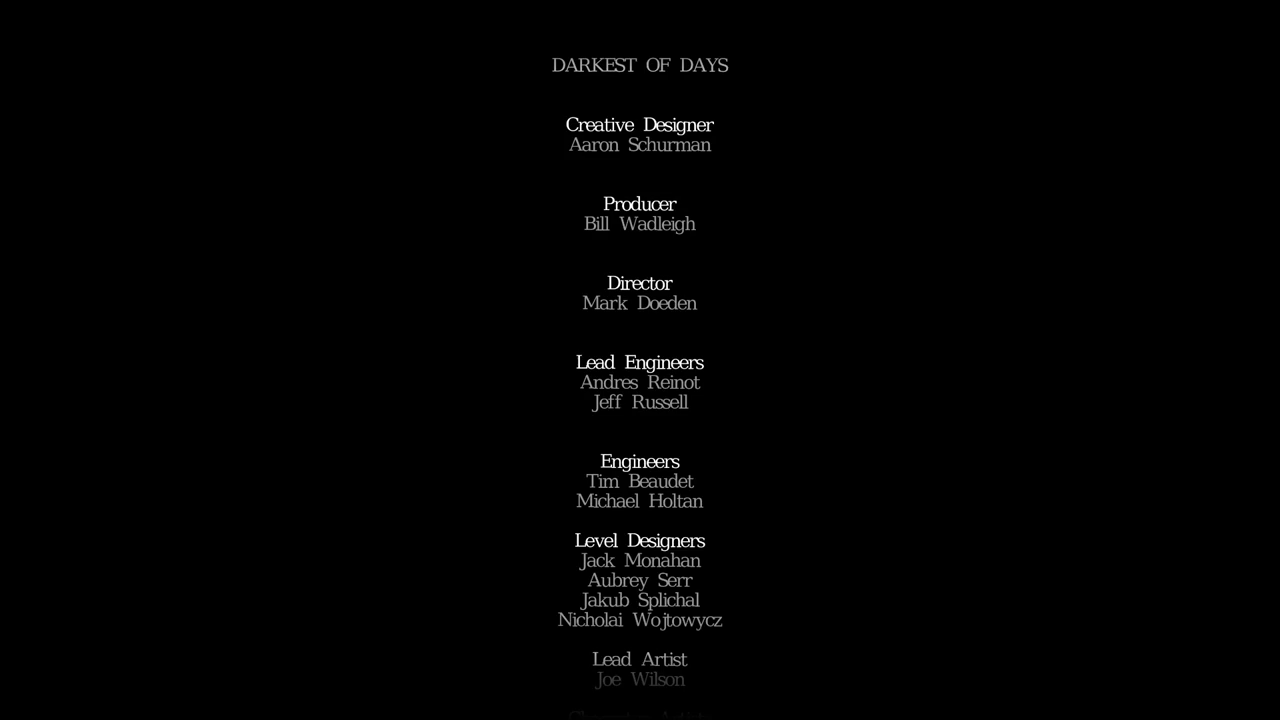 DARKEST OF DAYS
Creative Designer
Aaron Schurman
Producer
Bill Wadleigh
Director
Mark Doeden
Lead Engineers
Andres Reinot
Jeff Russell
Engineers
Tim Beaudet
Michael Holtan
Level Designers
Jack Monahan
Aubrey Serr
Jakub Splichal
Nicholai Wojtowycz
Lead Artist
Joe Wilson